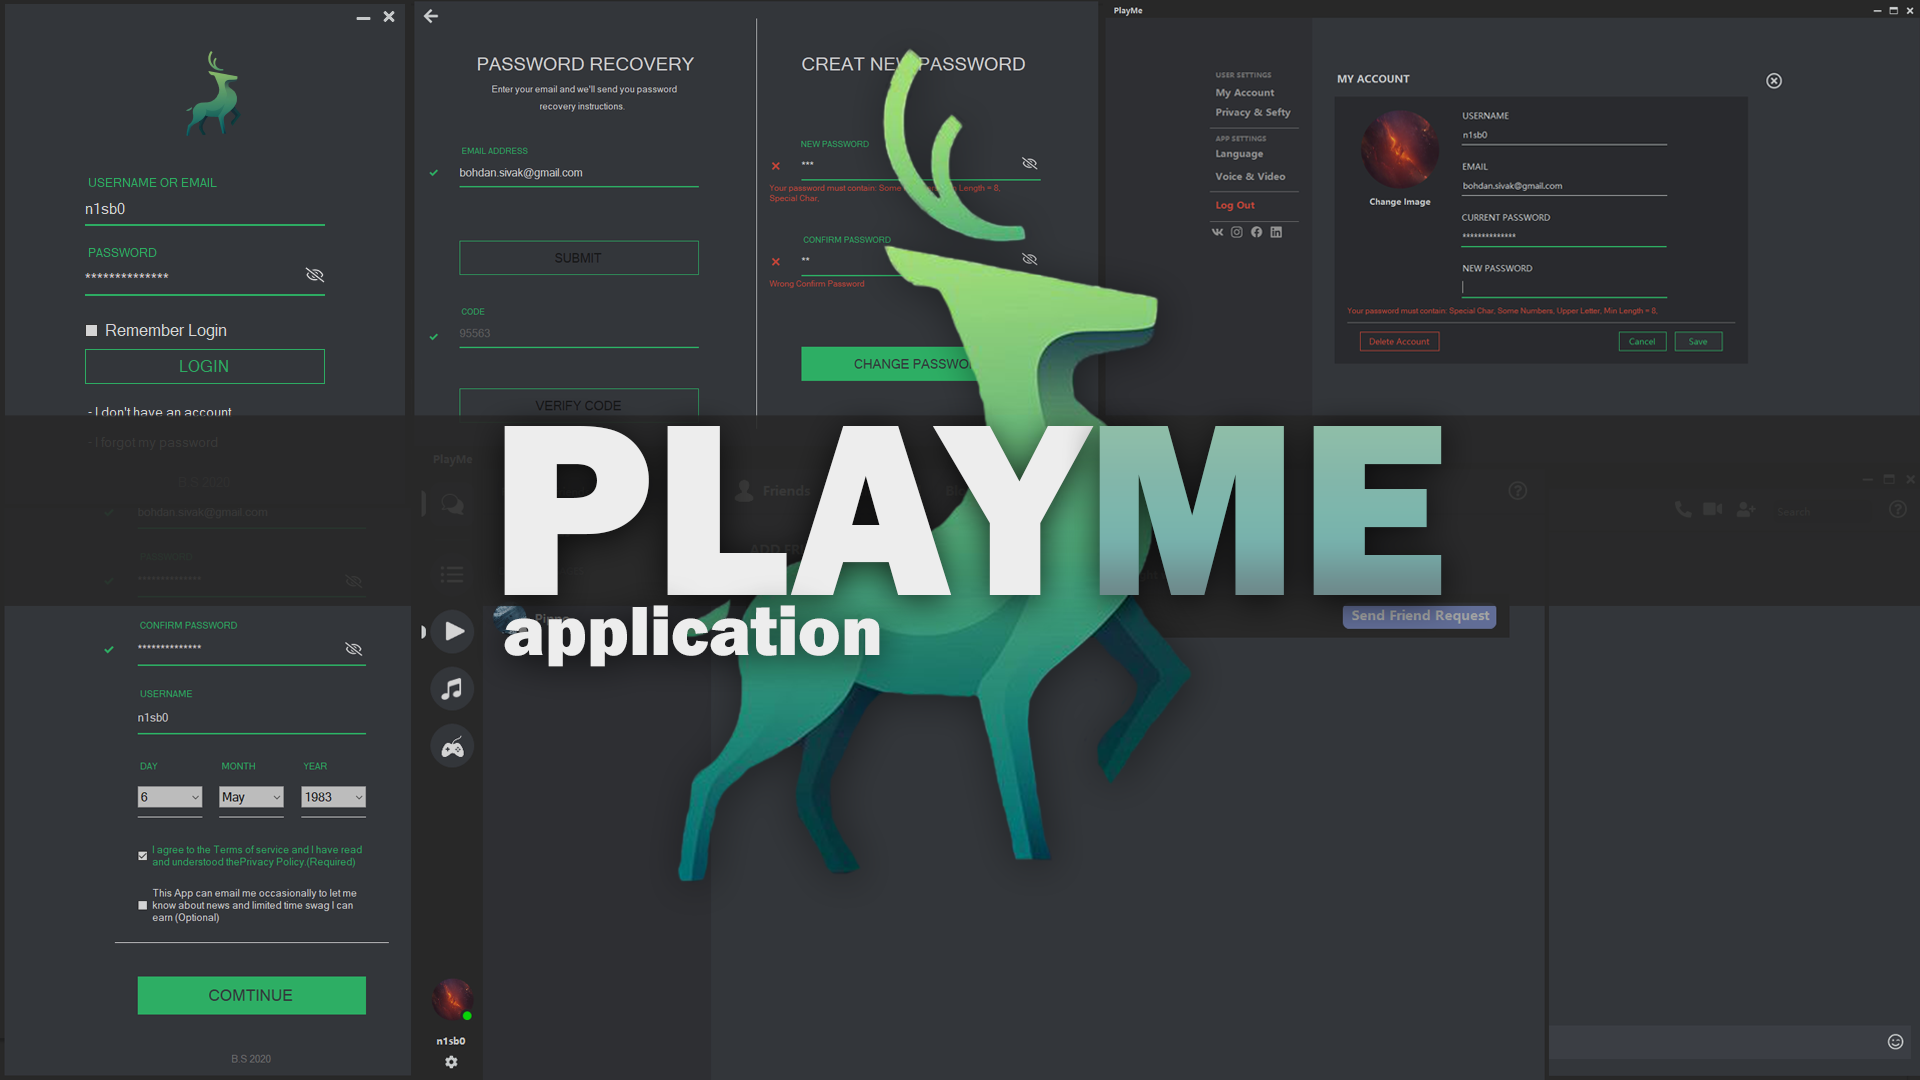 USERNAME OR EMAIL
n1sb0
PASSWORD
**************
Remember Login
LOGIN
- I don't have an account
- I forgot my password
B.S 2020
PASSWORD RECOVERY
Enter your email and we'll send you password
recovery instructions.
EMAIL ADDRESS
bohdan.sivak@gmail.com
SUBMIT
CODE
95563
VERIFY CODE
CREAT NEW PASSWORD
NEW PASSWORD
***
Your password must contain: Some Length = 8,
Special Char,
CONFIRM PASSWORD
**
Wrong Confirm Password
CHANGE PASSWO
PlayMe
USER SETTINGS
My Account
Privacy & Sefty
APP SETTINGS
Language
Voice & Video
Log Out
MY ACCOUNT
Change Image
USERNAME
n1sb0
EMAIL
bohdan.sivak@gmail.com
CURRENT PASSWORD
**************
NEW PASSWORD
Your password must contain: Special Char, Some Numbers, Upper Letter, Min Length = 8,
Delete Account
Cancel
Save
PLAYME
application
bohdan.sivak@gmail.com
PASSWORD
**************
CONFIRM PASSWORD
**************
USERNAME
n1sb0
DAY MONTH YEAR
6 May 1983
I agree to the Terms of service and I have read
and understood thePrivacy Policy.(Required)
This App can email me occasionally to let me
know about news and limited time swag I can
earn (Optional)
COMTINUE
B.S 2020
PlayMe
Friends
Send Friend Request
Search
n1sb0